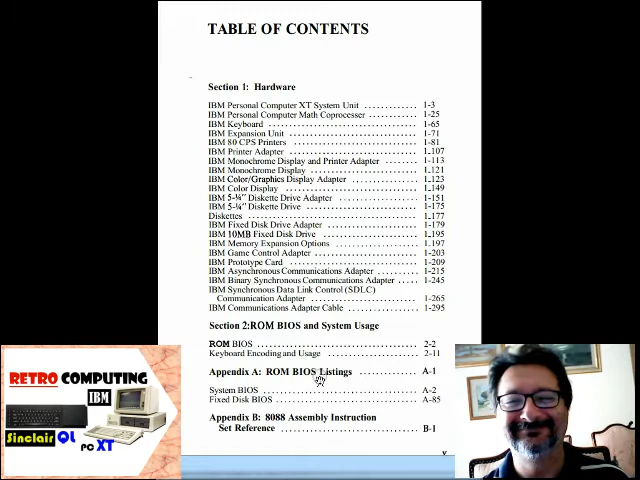 TABLE OF CONTENTS
Section 1: Hardware
IBM Personal Computer XT System Unit ............. 1-3
IBM Personal Computer Math Coprocesser ............ 1-25
IBM Keyboard ........................................ 1-65
IBM Expansion Unit ................................. 1-71
IBM 80 CPS Printers ................................ 1-81
IBM Printer Adapter ................................ 1-107
IBM Monochrome Display and Printer Adapter ........ 1-113
IBM Monochrome Display ............................ 1-121
IBM Color/Graphics Display Adapter ................. 1-123
IBM Color Display .................................. 1-149
IBM 5-¼" Diskette Drive Adapter .................... 1-151
IBM 5-¼" Diskette Drive ............................ 1-175
Diskettes ........................................... 1-177
IBM Fixed Disk Drive Adapter ....................... 1-179
IBM 10MB Fixed Disk Drive .......................... 1-195
IBM Memory Expansion Options ....................... 1-197
IBM Game Control Adapter ........................... 1-203
IBM Prototype Card ................................. 1-209
IBM Asynchronous Communications Adapter .......... 1-215
IBM Binary Synchronous Communications Adapter ..... 1-245
IBM Synchronous Data Link Control (SDLC)
Communication Adapter ............................. 1-265
IBM Communications Adapter Cable .................. 1-295
Section 2:ROM BIOS and System Usage
ROM BIOS ........................................... 2-2
Keyboard Encoding and Usage ........................ 2-11
Appendix A: ROM BIOS Listings ............. A-1
System BIOS ........................................ A-2
Fixed Disk BIOS .................................... A-85
Appendix B: 8088 Assembly Instruction
Set Reference ................................. B-1
v
RETRO COMPUTING
IBM
Sinclair QL
PC XT